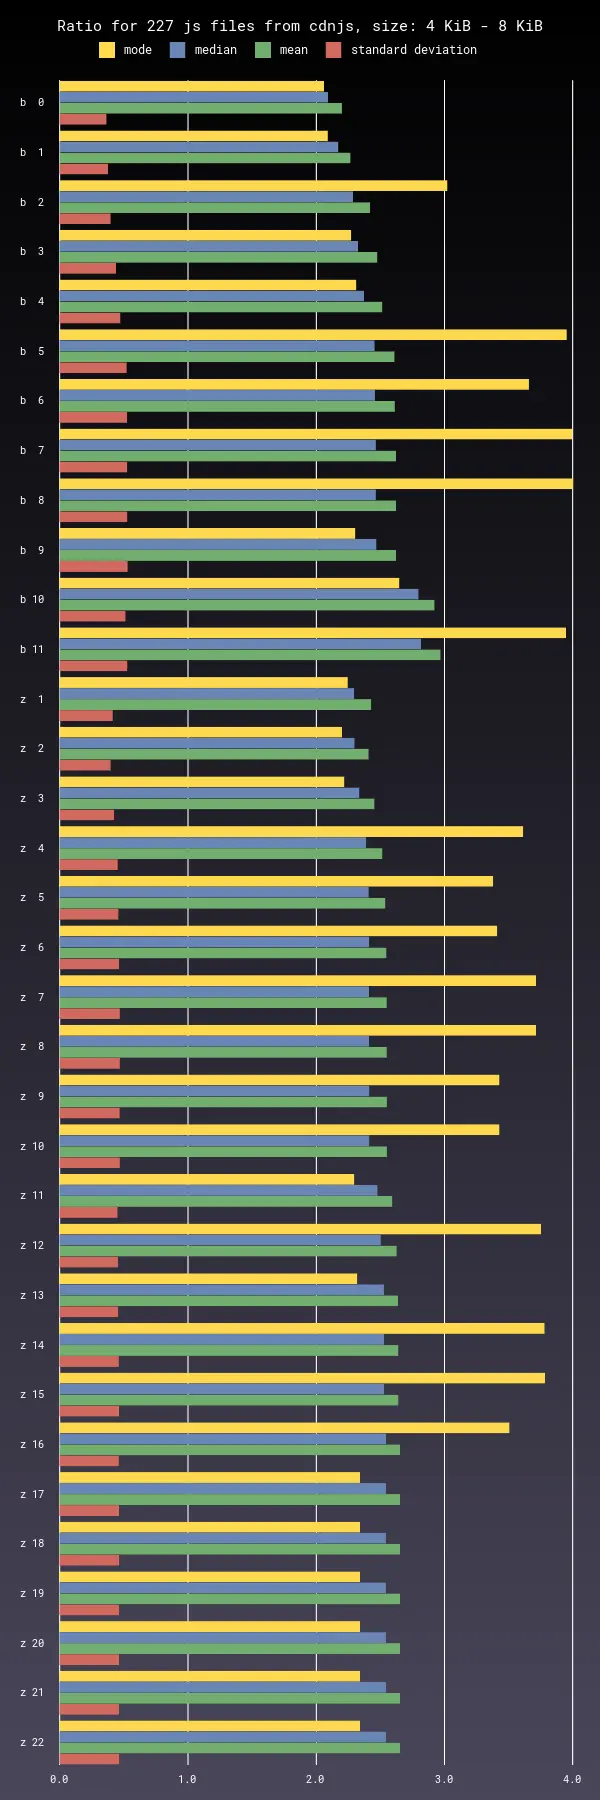 Ratio for 227 js files from cdnjs, size: 4 KiB - 8 KiB
mode median mean standard deviation
b 0
b 1
b 2
b 3
b 4
b 5
b 6
b 7
b 8
b 9
b 10
b 11
z 1
z 2
z 3
z 4
z 5
z 6
z 7
z 8
z 9
z 10
z 11
z 12
z 13
z 14
z 15
z 16
z 17
z 18
z 19
z 20
z 21
z 22
0.0 1.0 2.0 3.0 4.0